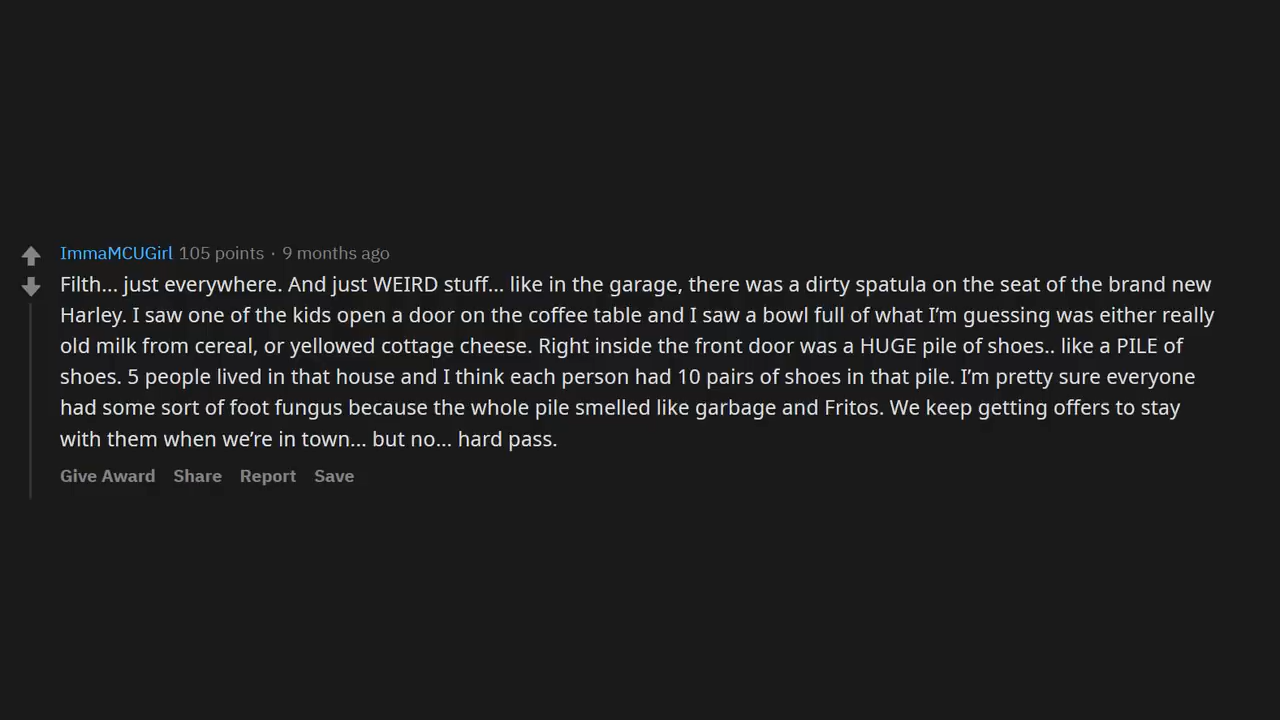 ImmaMCUGirl 105 points · 9 months ago
Filth... just everywhere. And just WEIRD stuff... like in the garage, there was a dirty spatula on the seat of the brand new
Harley. I saw one of the kids open a door on the coffee table and I saw a bowl full of what I’m guessing was either really
old milk from cereal, or yellowed cottage cheese. Right inside the front door was a HUGE pile of shoes.. like a PILE of
shoes. 5 people lived in that house and I think each person had 10 pairs of shoes in that pile. I’m pretty sure everyone
had some sort of foot fungus because the whole pile smelled like garbage and Fritos. We keep getting offers to stay
with them when we’re in town... but no... hard pass.
Give Award Share Report Save